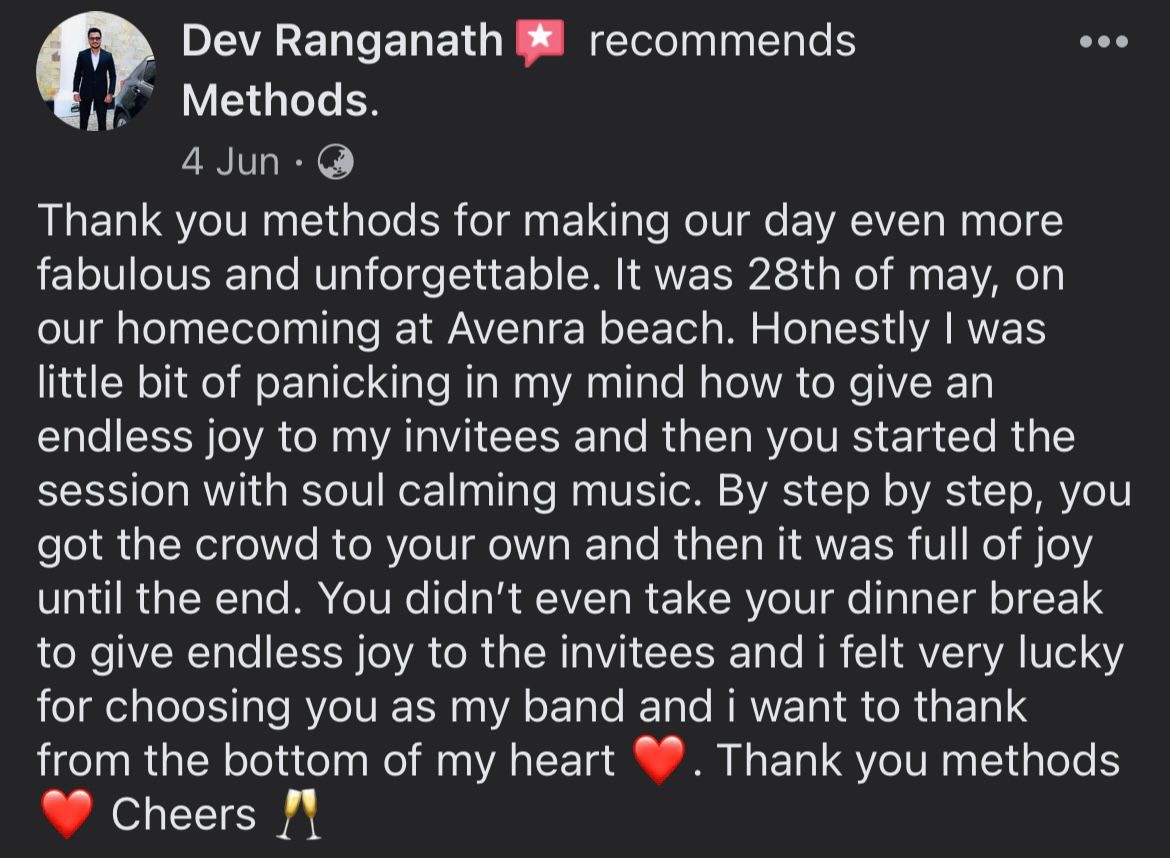 Dev Ranganath recommends
Methods.
4 Jun ·
Thank you methods for making our day even more
fabulous and unforgettable. It was 28th of may, on
our homecoming at Avenra beach. Honestly I was
little bit of panicking in my mind how to give an
endless joy to my invitees and then you started the
session with soul calming music. By step by step, you
got the crowd to your own and then it was full of joy
until the end. You didn’t even take your dinner break
to give endless joy to the invitees and i felt very lucky
for choosing you as my band and i want to thank
from the bottom of my heart ❤️. Thank you methods
❤️ Cheers 🥂